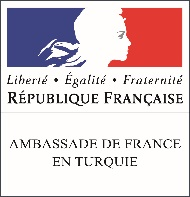 Liberté • Égalité • Fraternité
RÉPUBLIQUE FRANÇAISE
AMBASSADE DE FRANCE
EN TURQUIE